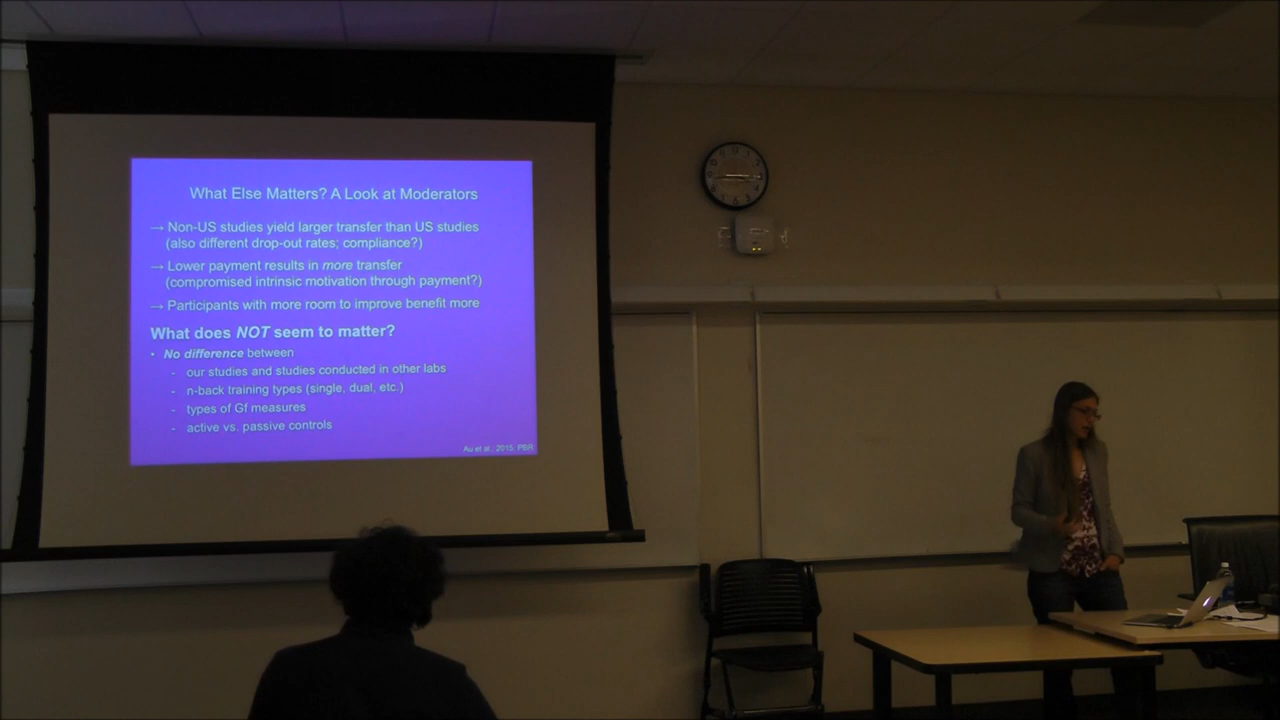 What Else Matters? A Look at Moderators
→ Non-US studies yield larger transfer than US studies
(also different drop-out rates; compliance?)
→ Lower payment results in more transfer
(compromised intrinsic motivation through payment?)
→ Participants with more room to improve benefit more
What does NOT seem to matter?
• No difference between
- our studies and studies conducted in other labs
- n-back training types (single, dual, etc.)
- types of Gf measures
- active vs. passive controls
Au et al., 2015, PBR